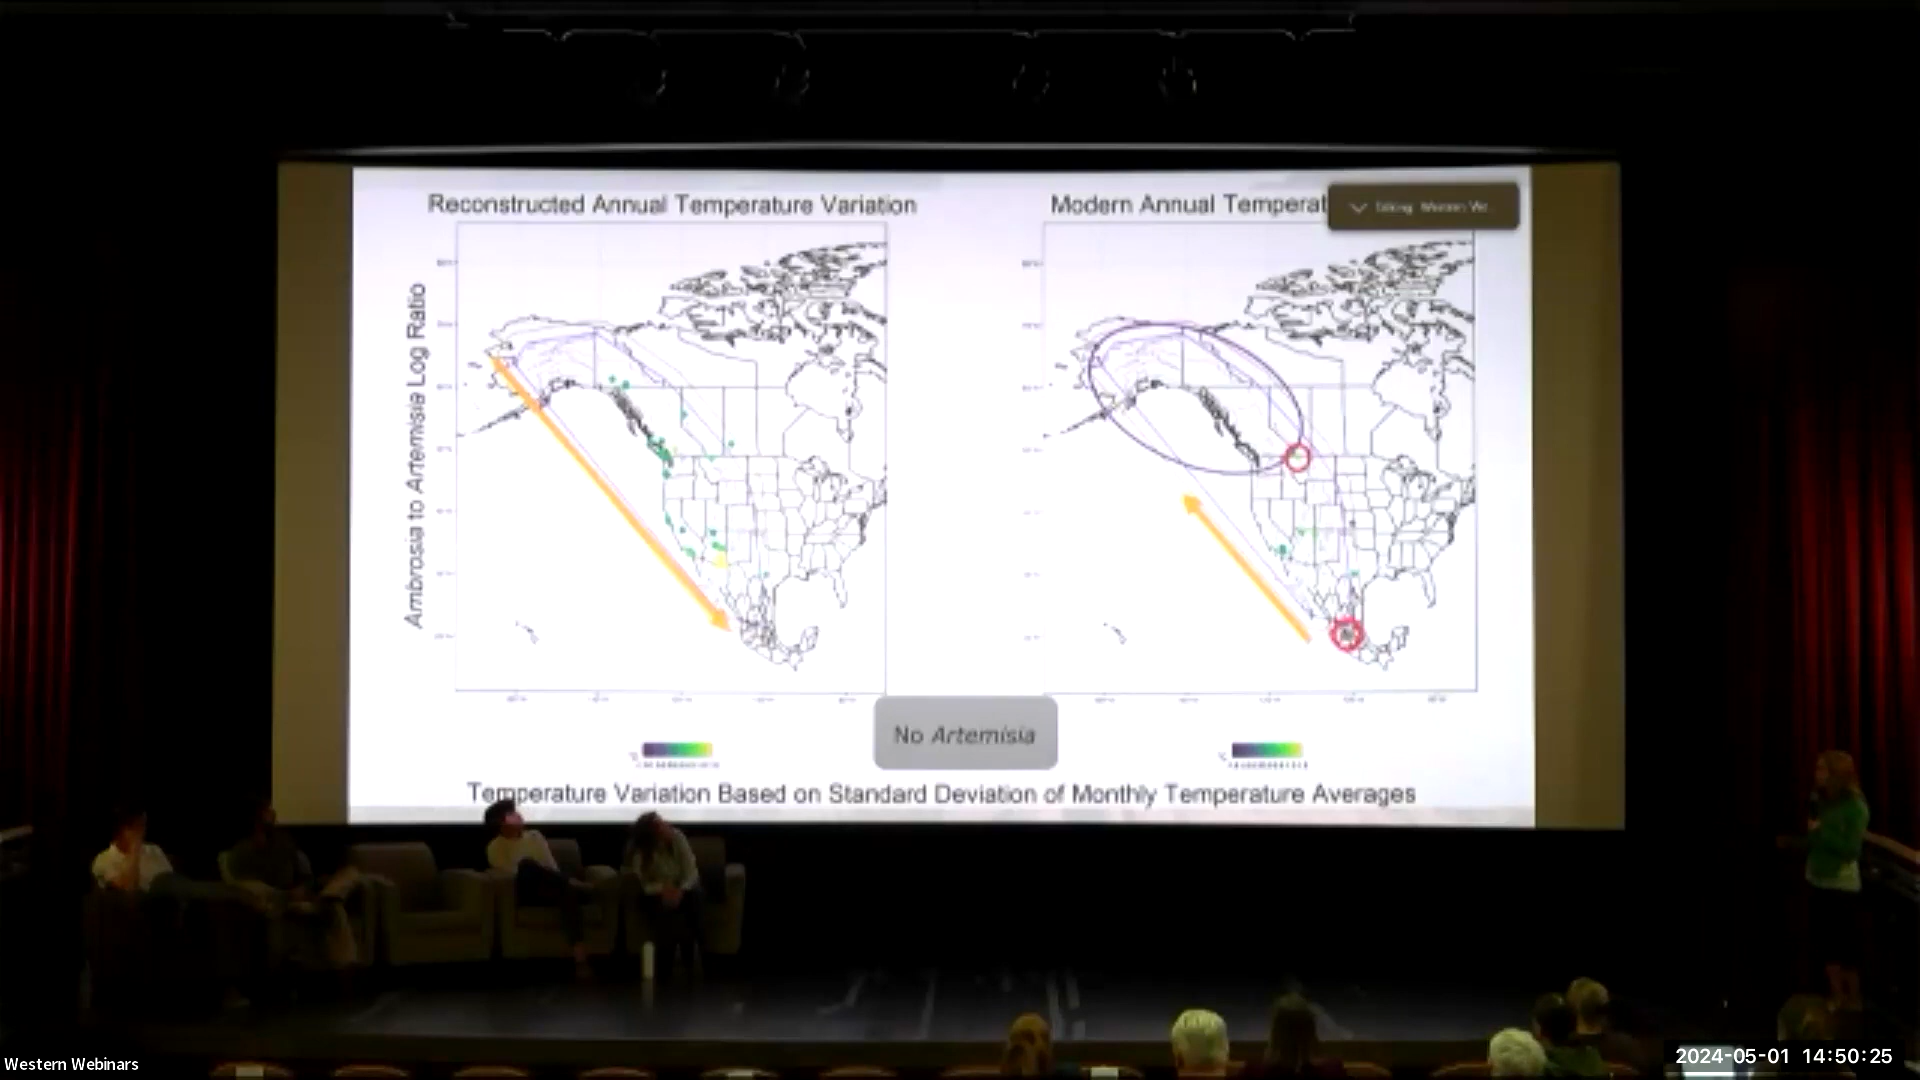 Reconstructed Annual Temperature Variation
Modern Annual Temperat
Ambrosia to Artemisia Log Ratio
No Artemisia
Temperature Variation Based on Standard Deviation of Monthly Temperature Averages
Western Webinars
2024-05-01 14:50:25